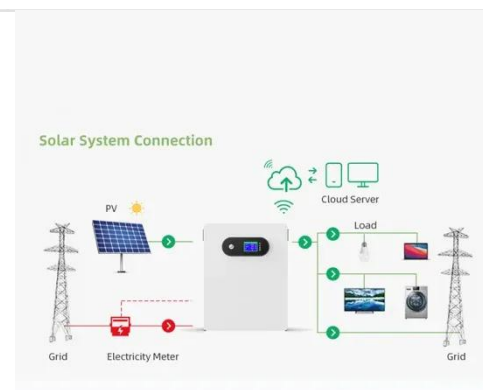 Solar System Connection
Cloud Server
PV
Load
Grid
Electricity Meter
Grid